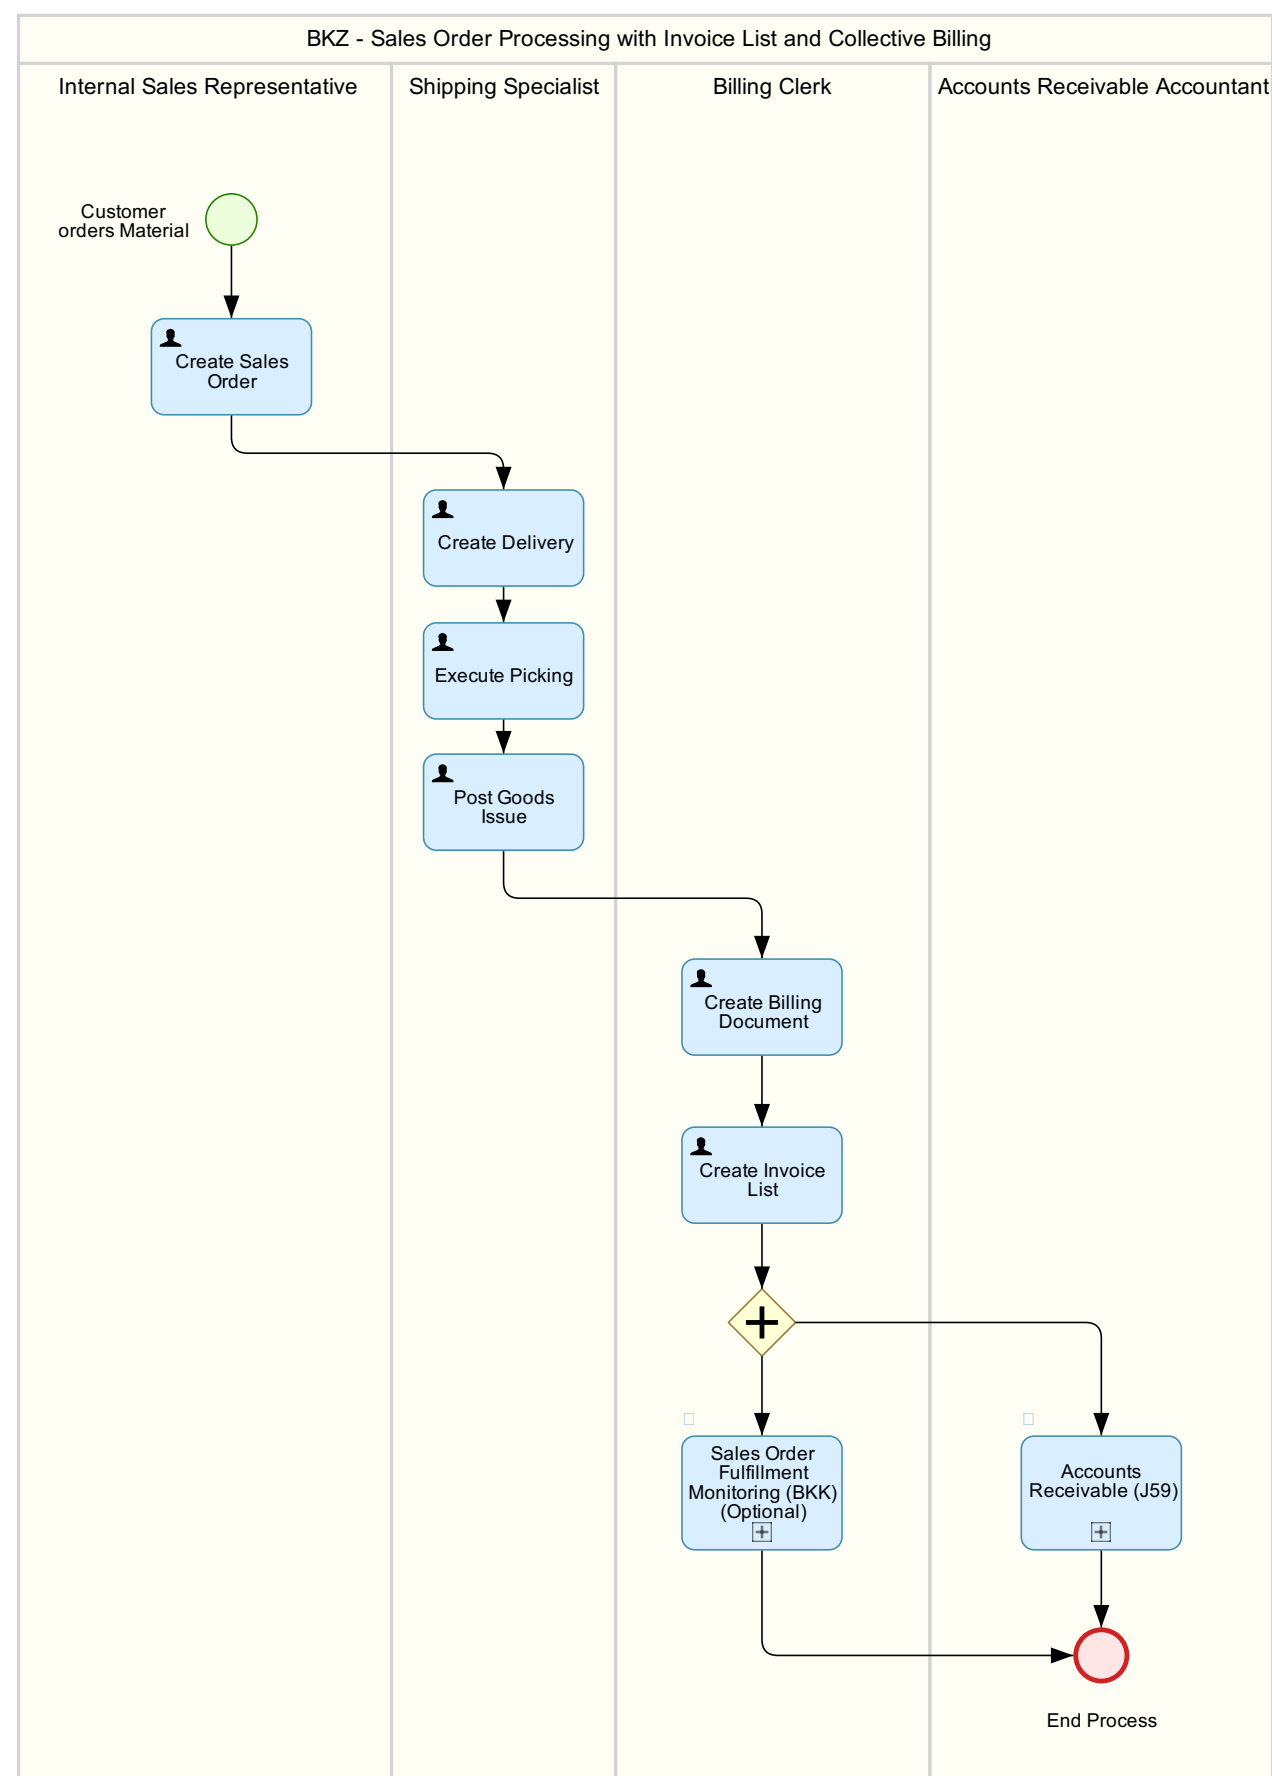 BKZ - Sales Order Processing with Invoice List and Collective Billing
Internal Sales Representative
Shipping Specialist
Billing Clerk
Accounts Receivable Accountant
Customer
orders Material
Create Sales
Order
Create Delivery
Execute Picking
Post Goods
Issue
Create Billing
Document
Create Invoice
List
Sales Order
Fulfillment
Monitoring (BKK)
(Optional)
Accounts
Receivable (J59)
End Process